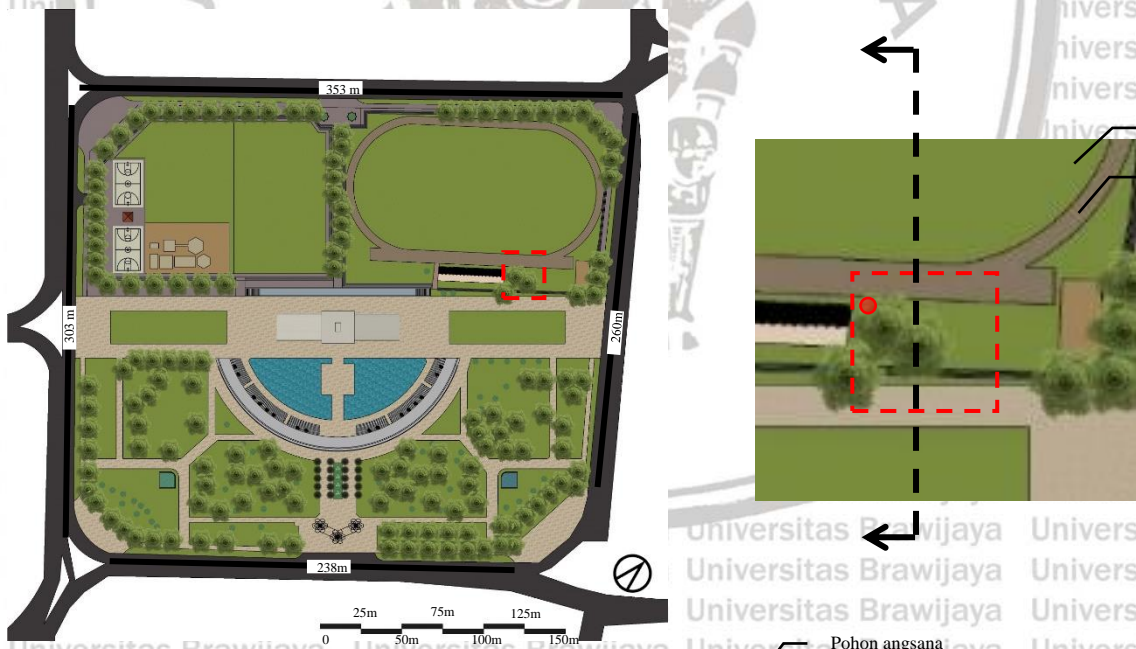 353 m
303 m
260m
238m
25m 75m 125m
0 50m 100m 150m
Pohon angsana
Universitas Brawijaya
Universitas Brawijaya
Universitas Brawijaya